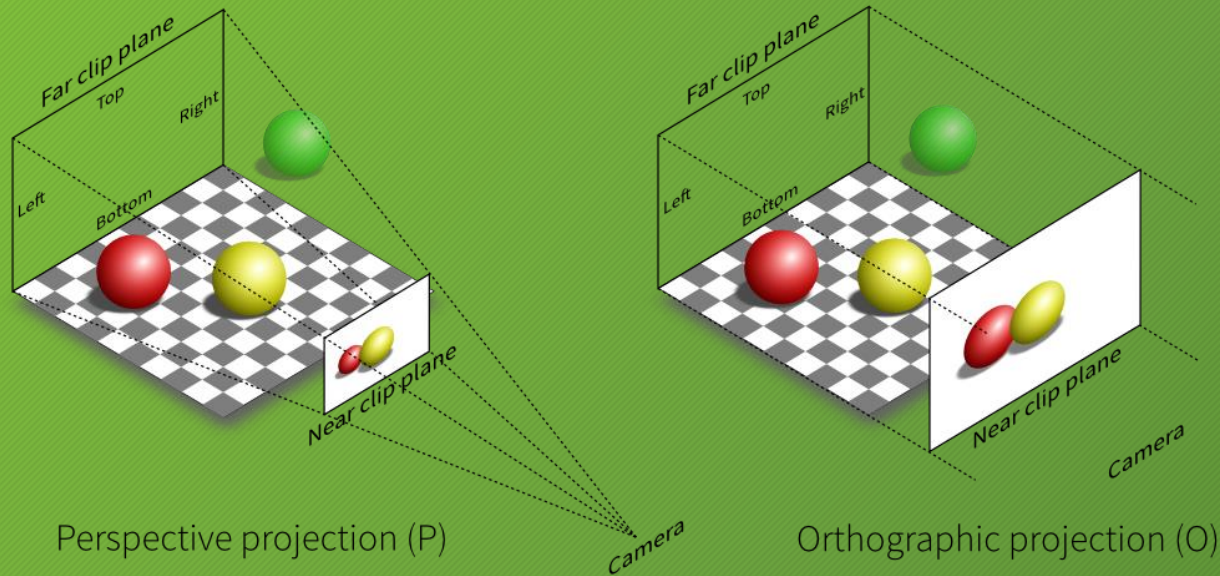 Far clip plane
Top
Right
Left
Bottom
Near clip plane
Camera
Perspective projection (P)
Far clip plane
Top
Right
Left
Bottom
Near clip plane
Camera
Orthographic projection (O)